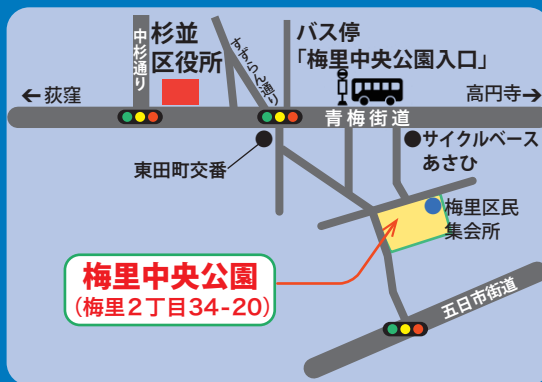 中杉通り
杉並
区役所
すずらん通り
バス停
「梅里中央公園入口」
←荻窪
高円寺→
青梅街道
東田町交番
サイクルベース
あさひ
梅里区民
集会所
梅里中央公園
(梅里2丁目34-20)
五日市街道